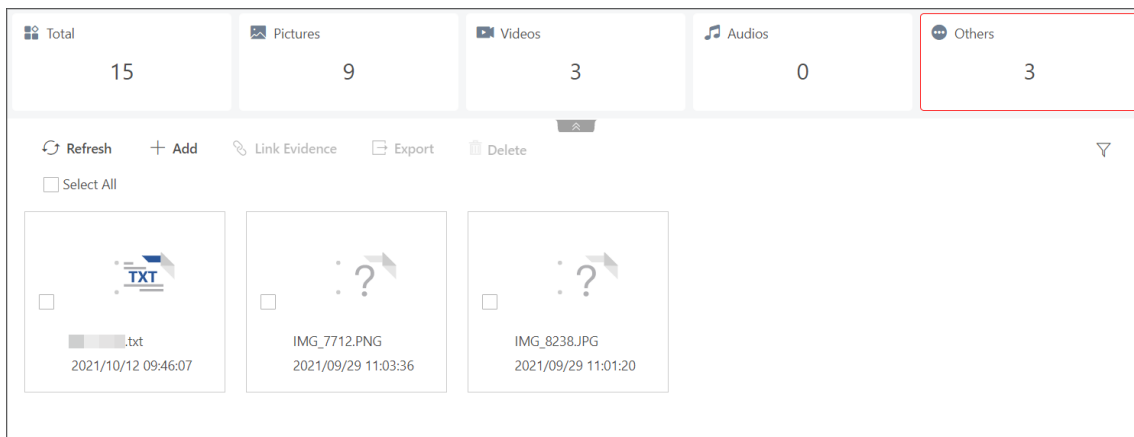 Total
Pictures
Videos
Audios
Others
15
9
3
0
3
Refresh
Add
Link Evidence
Export
Delete
Select All
TXT
.txt
IMG_7712.PNG
IMG_8238.JPG
2021/10/12 09:46:07
2021/09/29 11:03:36
2021/09/29 11:01:20